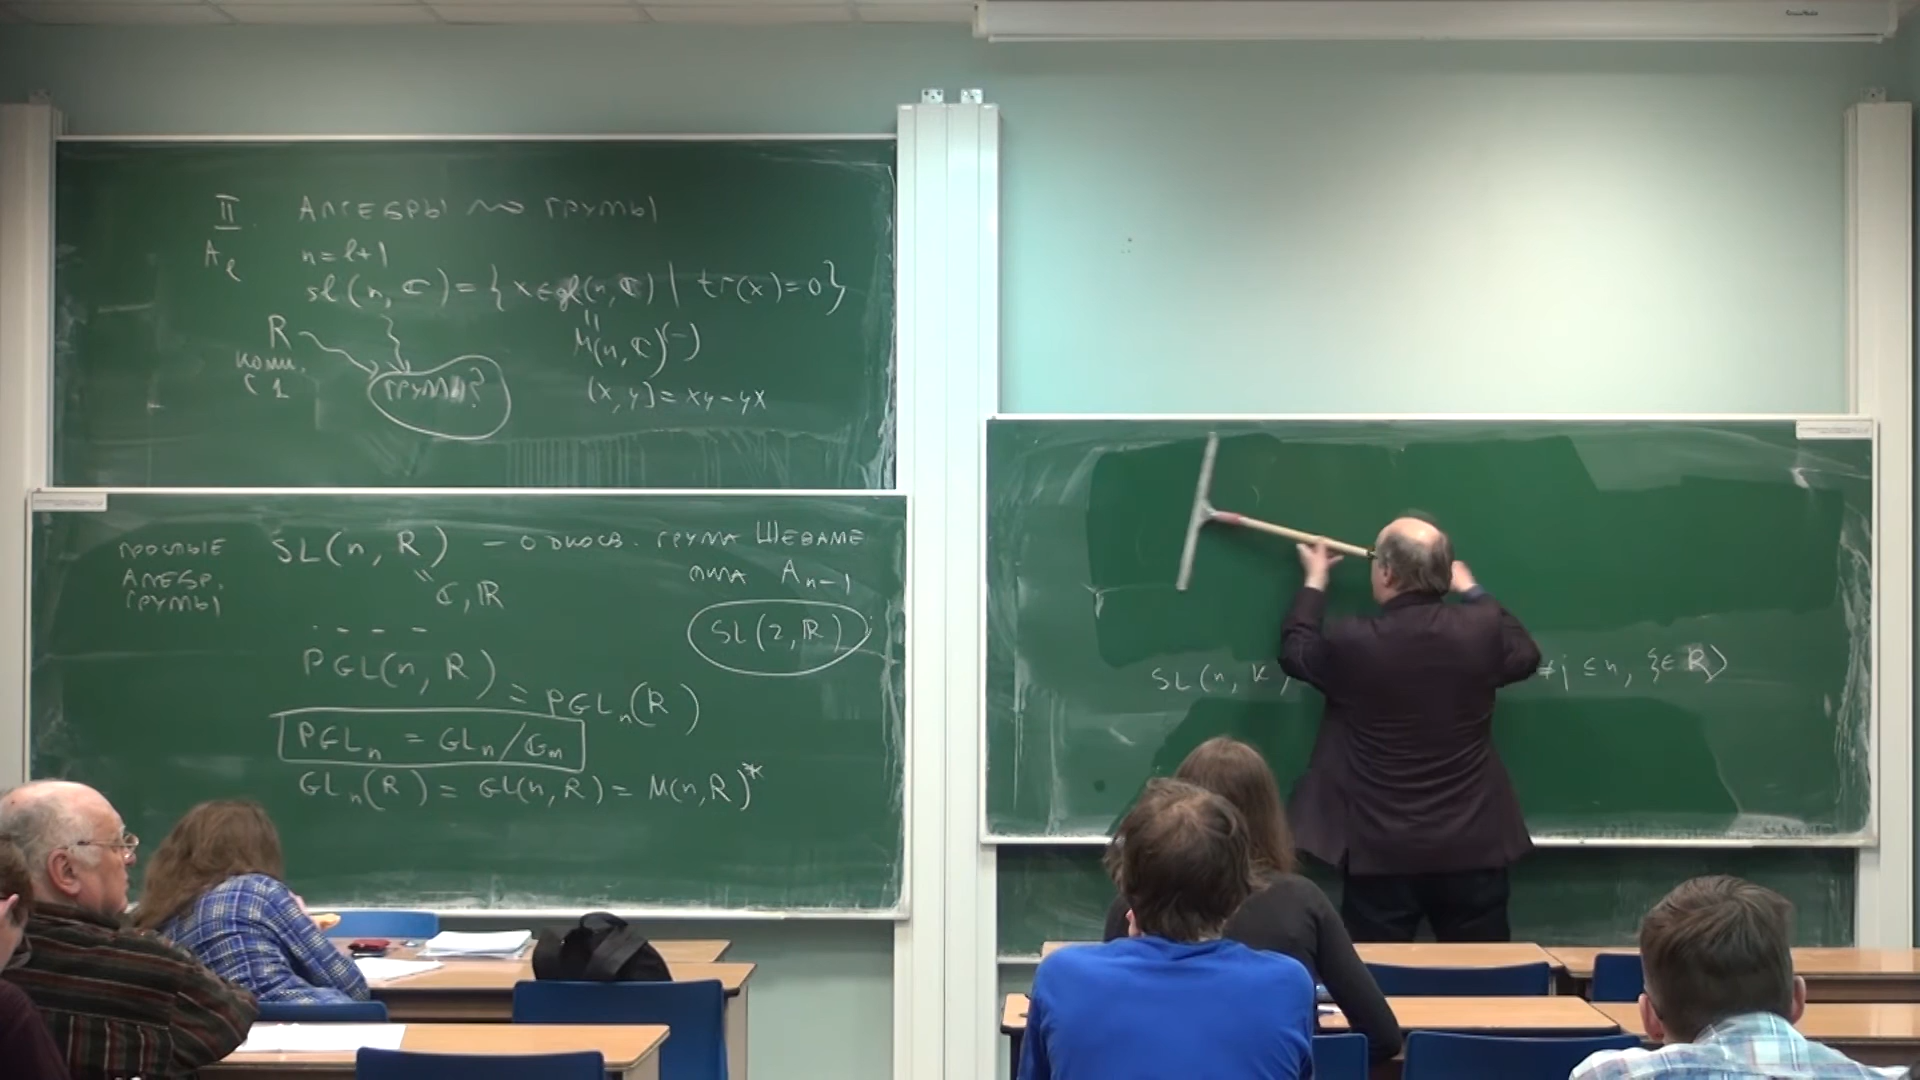 II. Алгебры ⇝ группы
A_ℓ n=ℓ+1
sl(n, ℂ) = { x ∈ gl(n, ℂ) | tr(x)=0 }
R M(n, ℂ)^(-)
комм.
с 1 группы? [x, y] = xy - yx
простые SL(n, R) - односв. группа Шевалле
алгебр. типа A_{n-1}
группы ℂ, ℝ
SL(2, R)
- - - -
PGL(n, R) = PGL_n(R)
PGL_n = GL_n / G_m
GL_n(R) = GL(n, R) = M(n, R)*
SL(n, K) ≠ j ≤ n, ξ ∈ R⟩